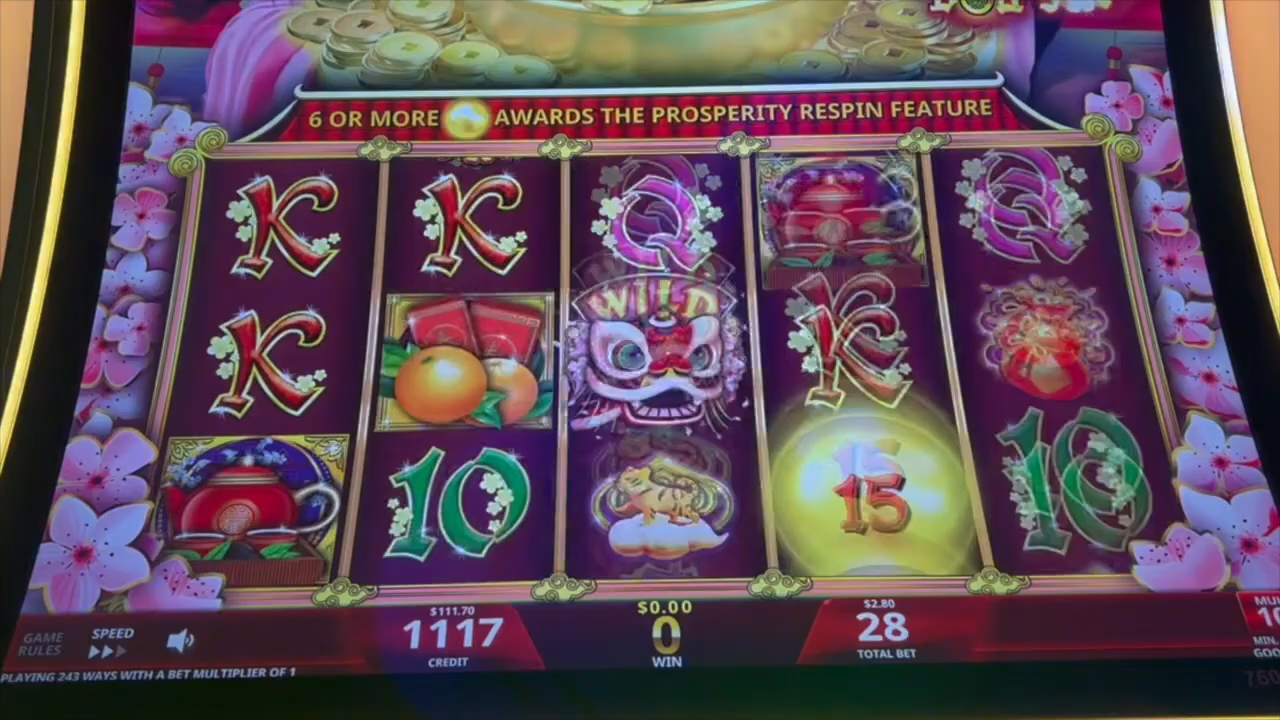 6 OR MORE AWARDS THE PROSPERITY RESPIN FEATURE
K K Q Q
WILD
K K
15
10 10
GAME RULES
SPEED
$111.70
1117
CREDIT
$0.00
0
WIN
$2.80
28
TOTAL BET
MIN.
PLAYING 243 WAYS WITH A BET MULTIPLIER OF 1